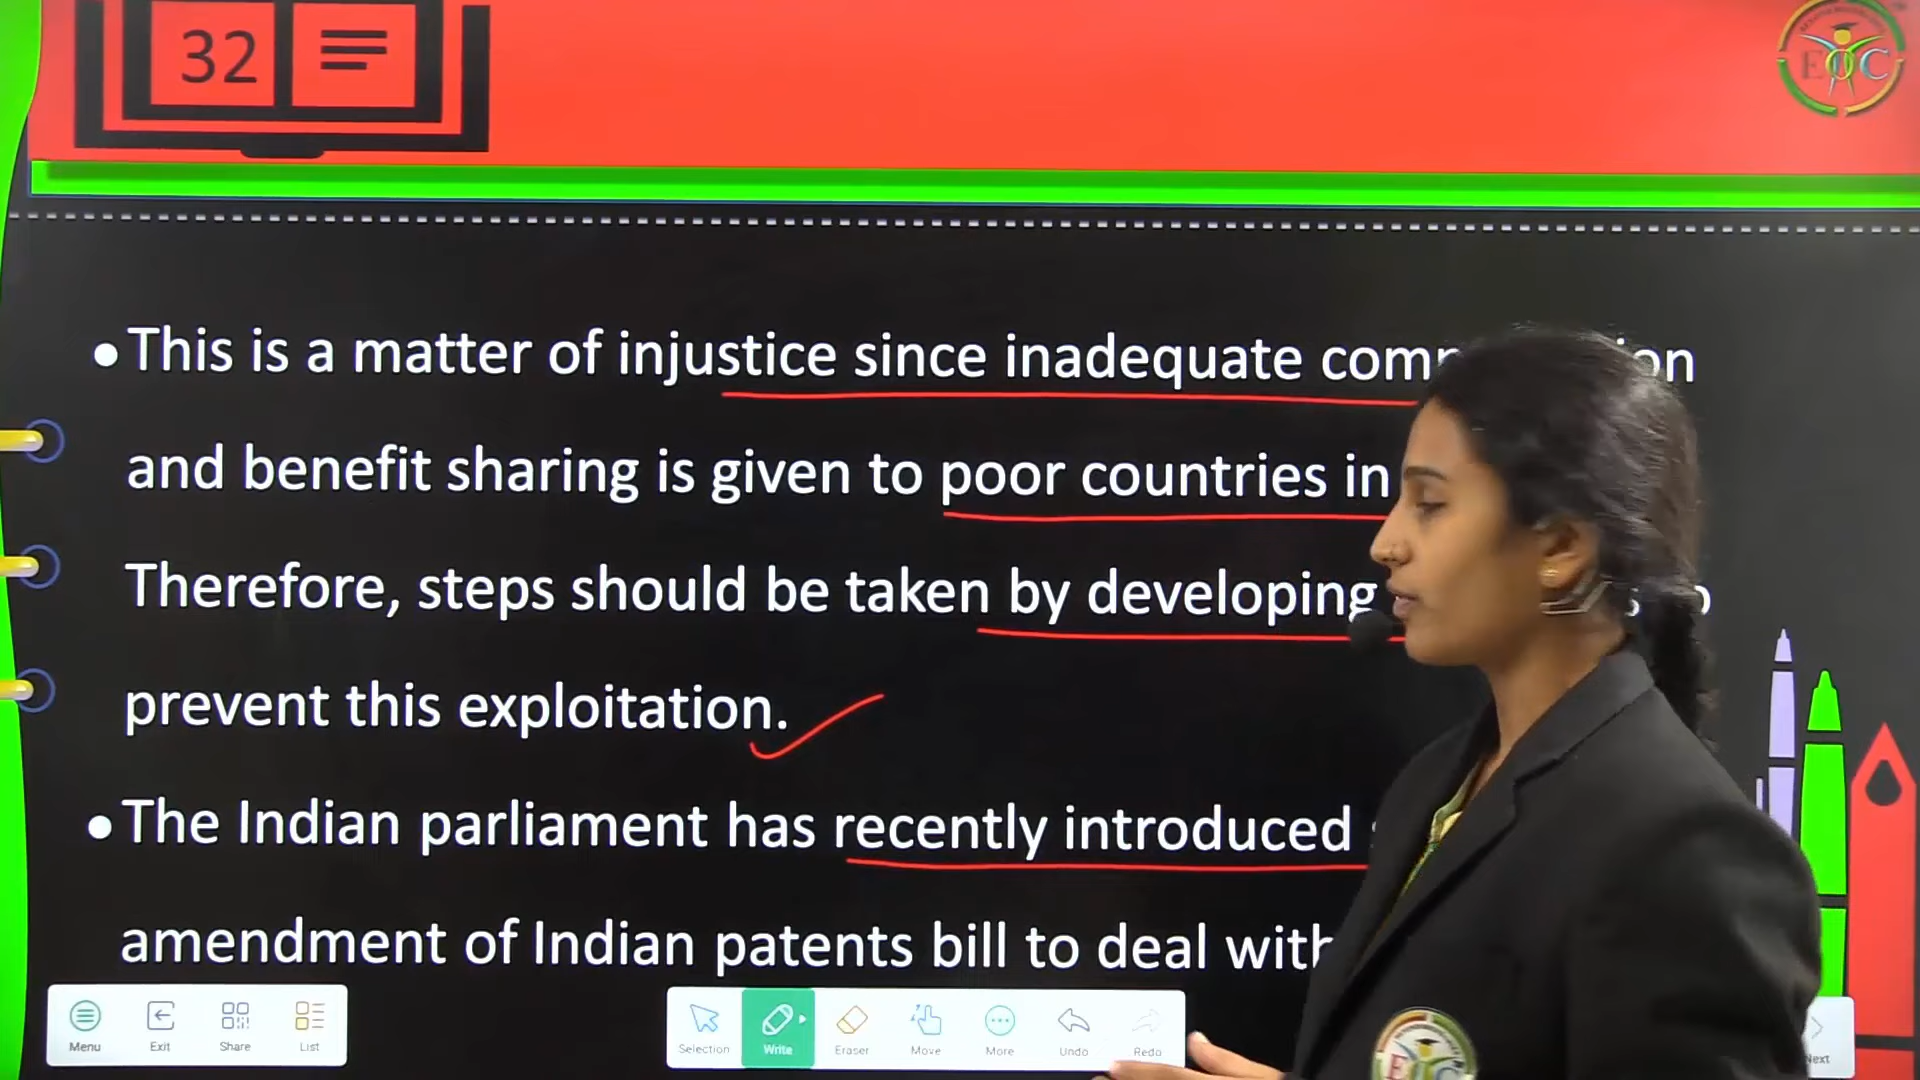 32
EOC
•This is a matter of injustice since inadequate
and benefit sharing is given to poor countries in
Therefore, steps should be taken by developing
prevent this exploitation.
•The Indian parliament has recently introduced
amendment of Indian patents bill to deal with
Menu Exit Share List
Selection Write Eraser Move More Undo Redo
Next